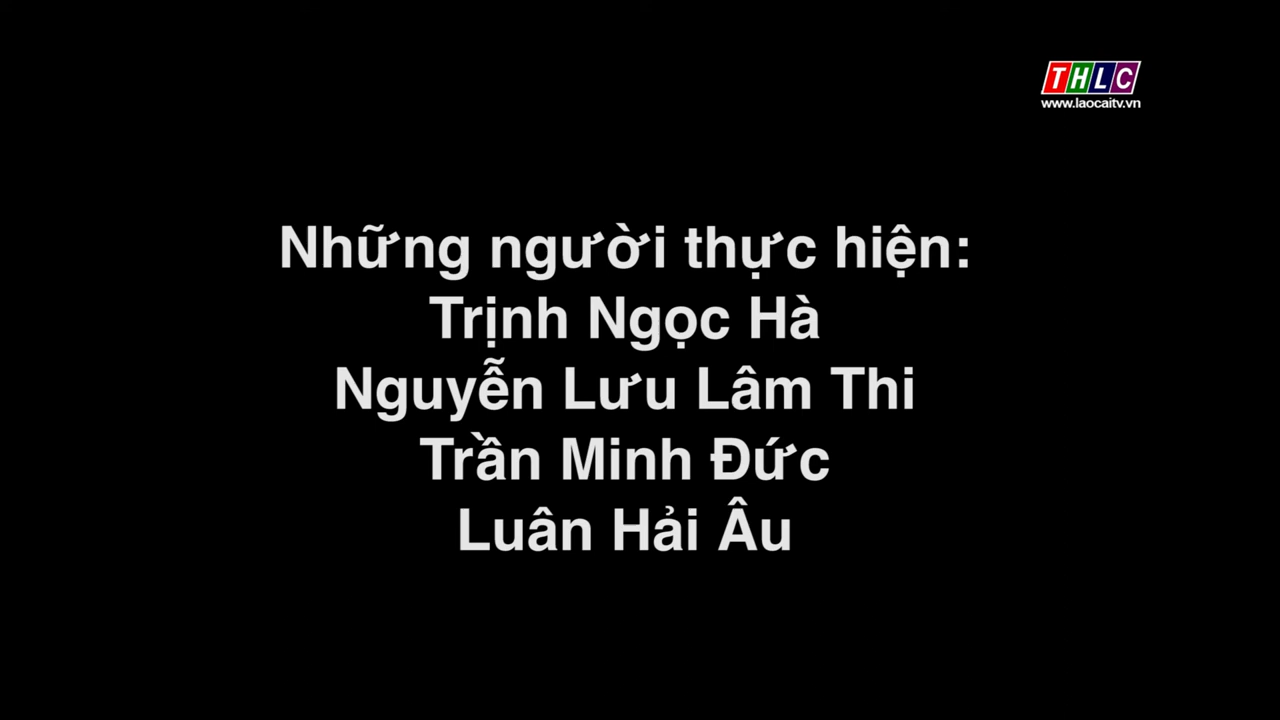 THLC
www.laocaitv.vn
Những người thực hiện:
Trịnh Ngọc Hà
Nguyễn Lưu Lâm Thi
Trần Minh Đức
Luân Hải Âu